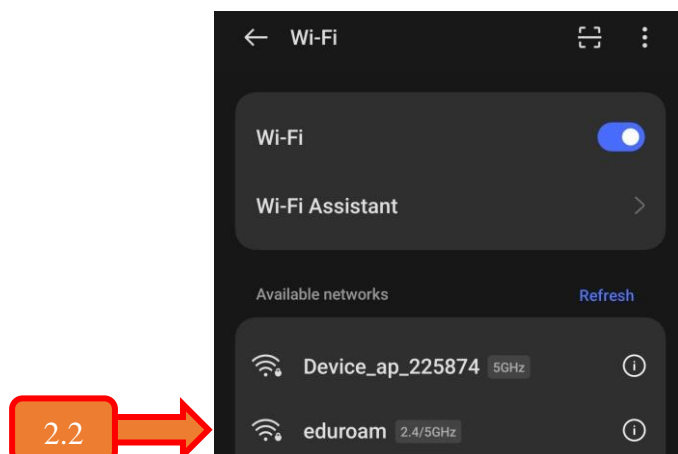 Wi-Fi
Wi-Fi
Wi-Fi Assistant
Available networks Refresh
Device_ap_225874 5GHz
2.2 eduroam 2.4/5GHz